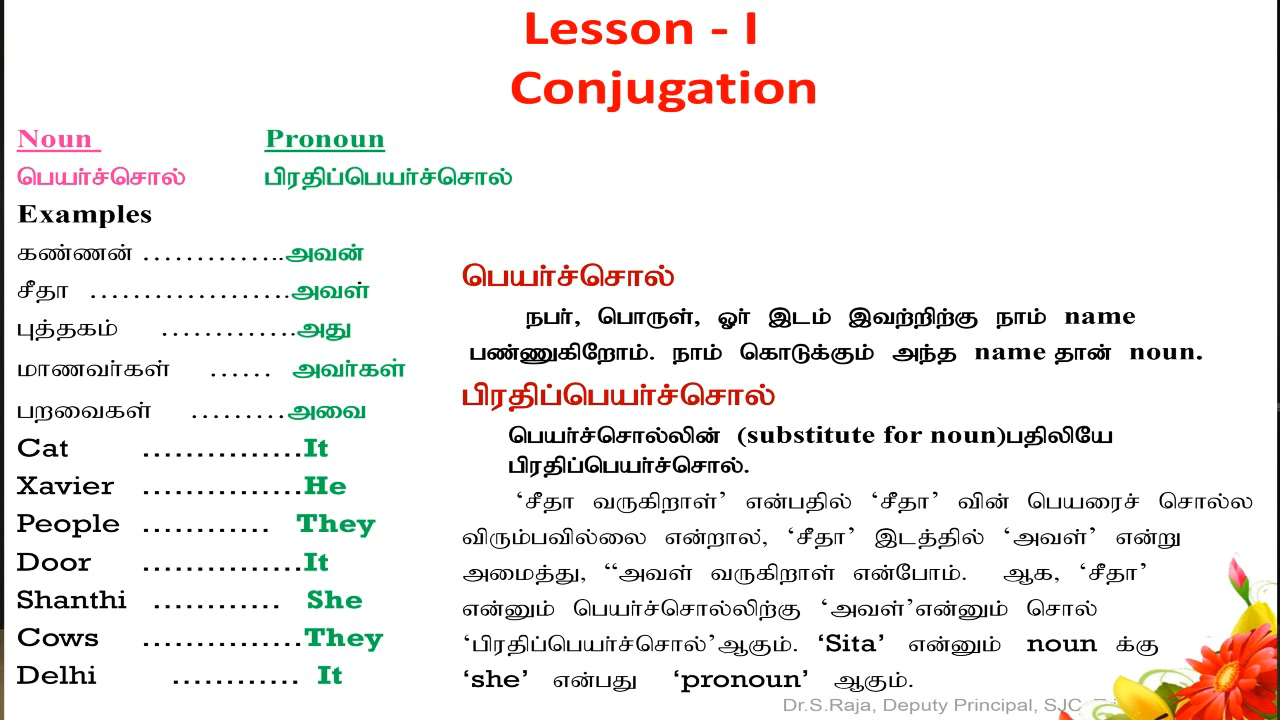 Lesson - I
Conjugation
Noun Pronoun
பெயர்ச்சொல் பிரதிப்பெயர்ச்சொல்
Examples
கண்ணன் …………..அவன்
சீதா ………………….அவள்
புத்தகம் ………….அது
மாணவர்கள் …… அவர்கள்
பறவைகள் ………அவை
Cat ……………It
Xavier ……………He
People ………… They
Door ……………It
Shanthi ………… She
Cows ……………They
Delhi ………… It
பெயர்ச்சொல்
நபர், பொருள், ஓர் இடம் இவற்றிற்கு நாம் name
பண்ணுகிறோம். நாம் கொடுக்கும் அந்த name தான் noun.
பிரதிப்பெயர்ச்சொல்
பெயர்ச்சொல்லின் (substitute for noun)பதிலியே
பிரதிப்பெயர்ச்சொல்.
‘சீதா வருகிறாள்’ என்பதில் ‘சீதா’ வின் பெயரைச் சொல்ல
விரும்பவில்லை என்றால், ‘சீதா’ இடத்தில் ‘அவள்’ என்று
அமைத்து, “அவள் வருகிறாள் என்போம். ஆக, ‘சீதா’
என்னும் பெயர்ச்சொல்லிற்கு ‘அவள்’என்னும் சொல்
‘பிரதிப்பெயர்ச்சொல்’ஆகும். ‘Sita’ என்னும் noun க்கு
‘she’ என்பது ‘pronoun’ ஆகும்.
Dr.S.Raja, Deputy Principal, SJC